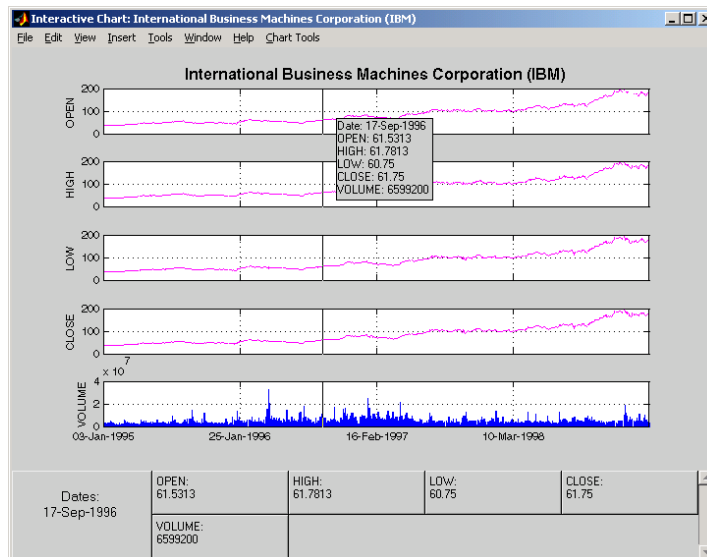 Interactive Chart: International Business Machines Corporation (IBM)
File Edit View Insert Tools Window Help Chart Tools
International Business Machines Corporation (IBM)
200
100
0
OPEN
Date: 17-Sep-1996
OPEN: 61.5313
HIGH: 61.7813
LOW: 60.75
CLOSE: 61.75
VOLUME: 6599200
200
100
0
HIGH
200
100
0
LOW
200
100
0
CLOSE
x 10^7
4
2
0
VOLUME
03-Jan-1995 25-Jan-1996 16-Feb-1997 10-Mar-1998
Dates:
17-Sep-1996
OPEN:
61.5313
HIGH:
61.7813
LOW:
60.75
CLOSE:
61.75
VOLUME:
6599200